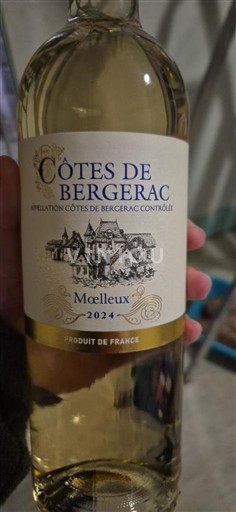 CÔTES DE
BERGERAC
APPELLATION CÔTES DE BERGERAC CONTRÔLÉE
Mœlleux
2024
PRODUIT DE FRANCE